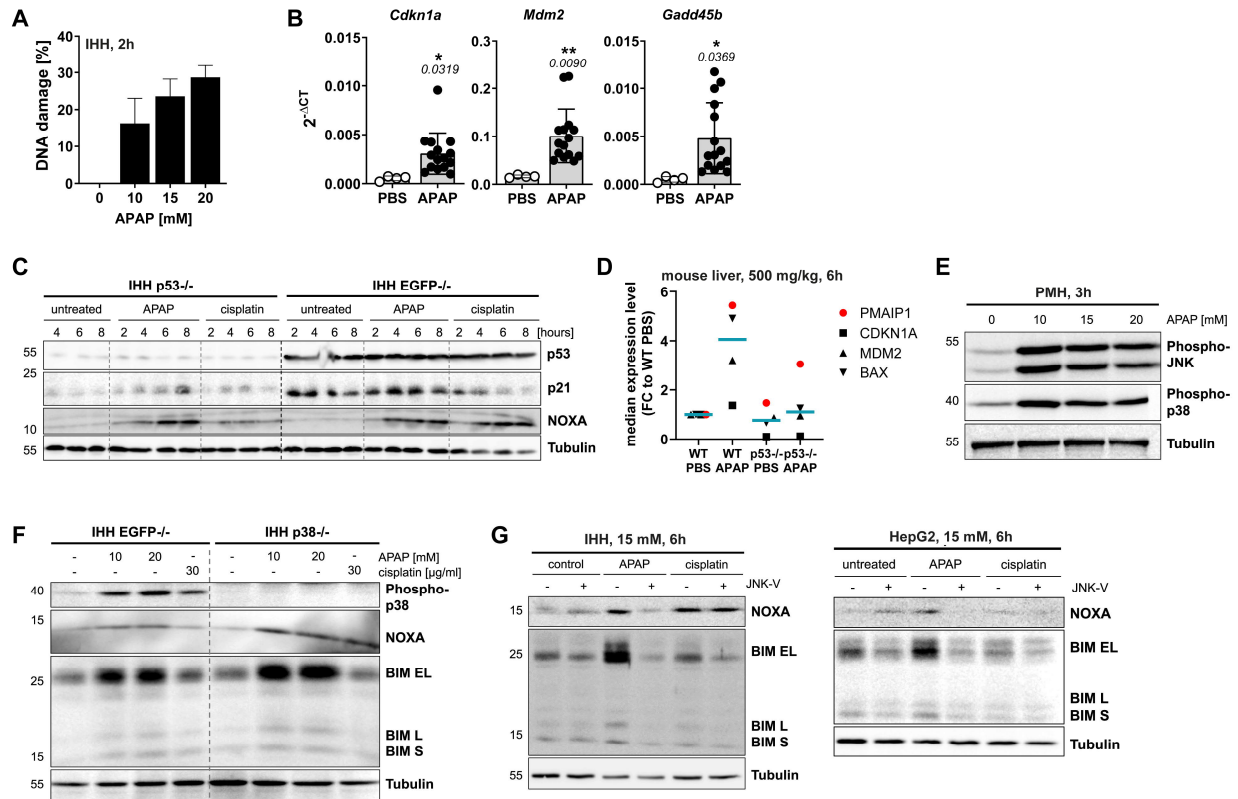 A
IHH, 2h
DNA damage [%]
40
30
20
10
0
0 10 15 20
APAP [mM]
B
Cdkn1a Mdm2 Gadd45b
2-ΔCT
0.015
0.010
0.005
0.000
*
0.0319
PBS APAP
0.3
0.2
0.1
0.0
**
0.0090
PBS APAP
0.015
0.010
0.005
0.000
*
0.0369
PBS APAP
C
IHH p53-/- IHH EGFP-/-
untreated APAP cisplatin untreated APAP cisplatin
4 6 8 2 4 6 8 2 4 6 8 2 4 6 8 2 4 6 8 2 4 6 8 [hours]
55 p53
25
p21
NOXA
10
55 Tubulin
D
mouse liver, 500 mg/kg, 6h
median expression level
(FC to WT PBS)
6
4
2
0
WT PBS
WT APAP
p53-/- PBS
p53-/- APAP
PMAIP1
CDKN1A
MDM2
BAX
E
PMH, 3h
0 10 15 20 APAP [mM]
55 Phospho-
JNK
40 Phospho-
p38
55 Tubulin
F
IHH EGFP-/- IHH p38-/-
- 10 20 - - 10 20 - APAP [mM]
- - - 30 - - - 30 cisplatin [µg/ml]
40 Phospho-
p38
15
NOXA
25 BIM EL
BIM L
15 BIM S
55 Tubulin
G
IHH, 15 mM, 6h
control APAP cisplatin
- + - + - + JNK-V
15 NOXA
25 BIM EL
BIM L
15 BIM S
55 Tubulin
HepG2, 15 mM, 6h
untreated APAP cisplatin
- + - + - + JNK-V
NOXA
BIM EL
BIM L
BIM S
Tubulin